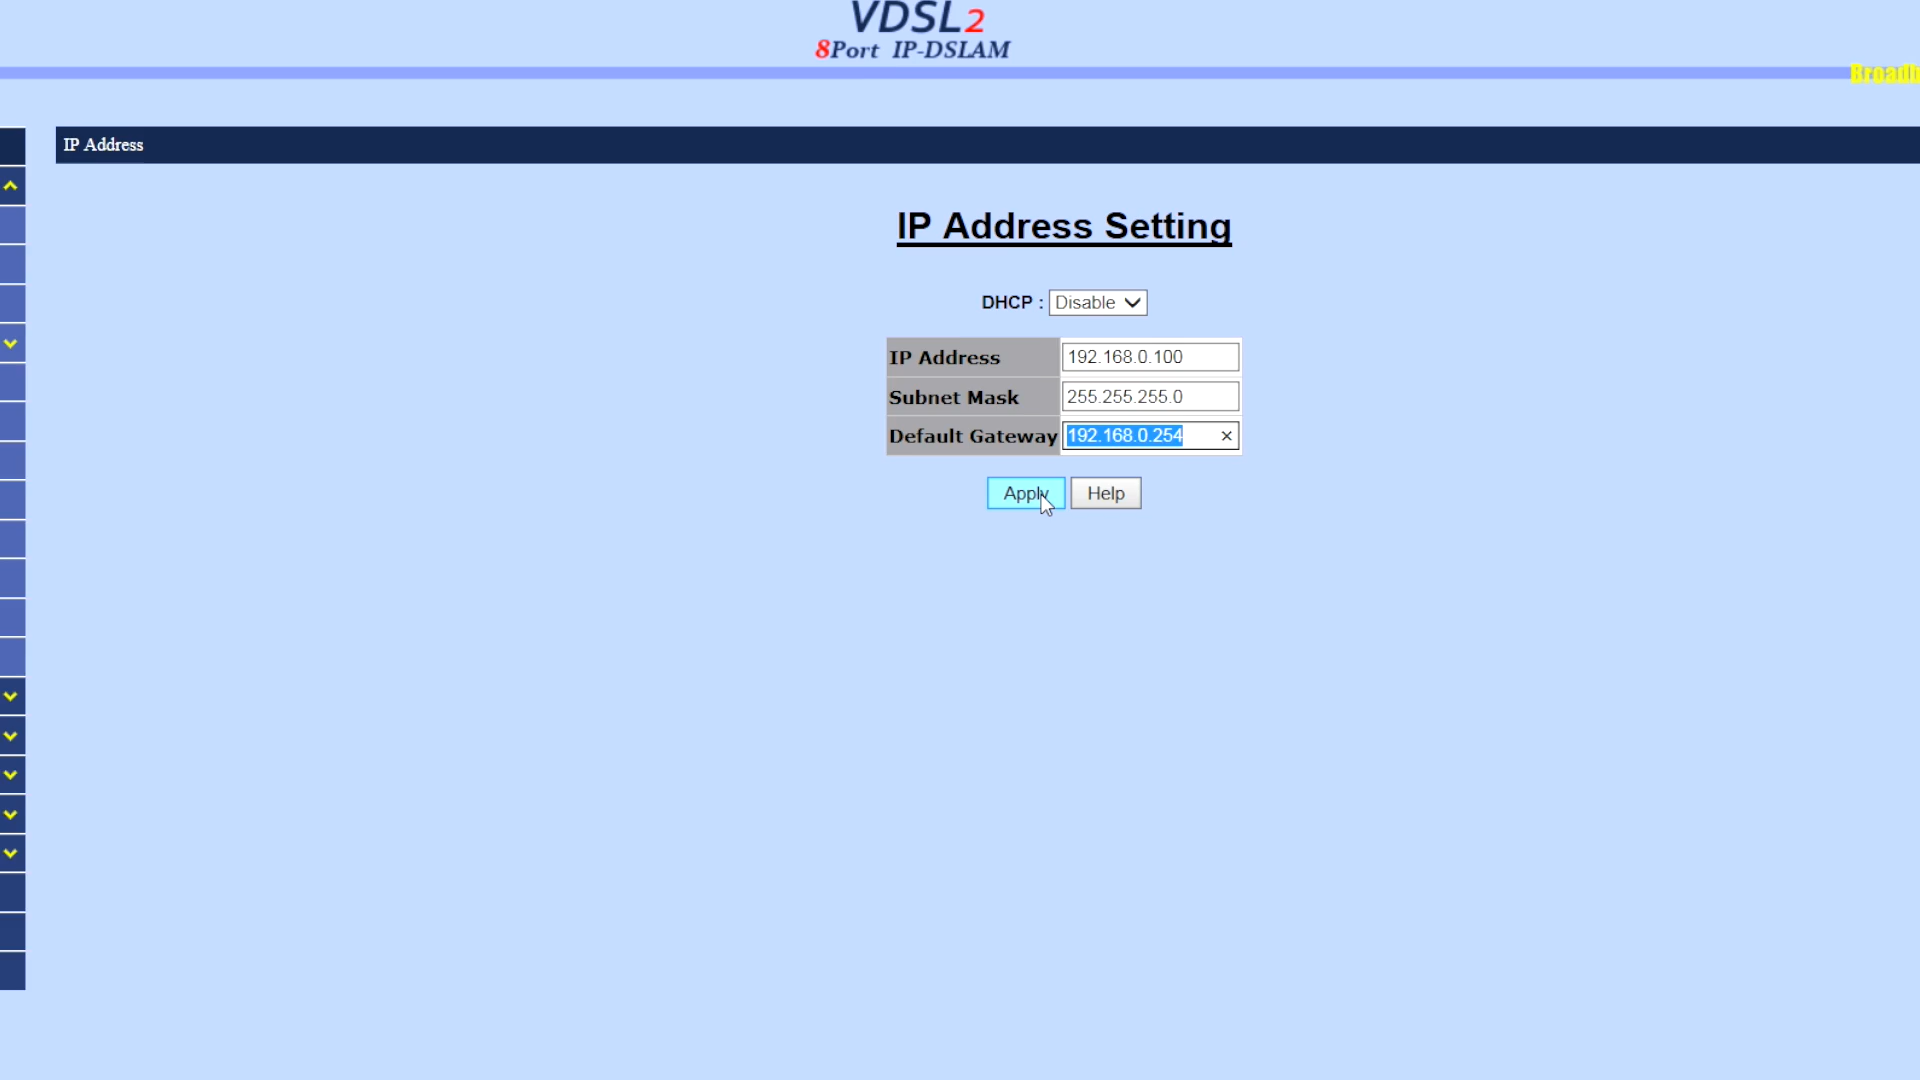 VDSL2
8Port IP-DSLAM
IP Address
IP Address Setting
DHCP : Disable
IP Address 192.168.0.100
Subnet Mask 255.255.255.0
Default Gateway 192.168.0.254 ×
Apply Help